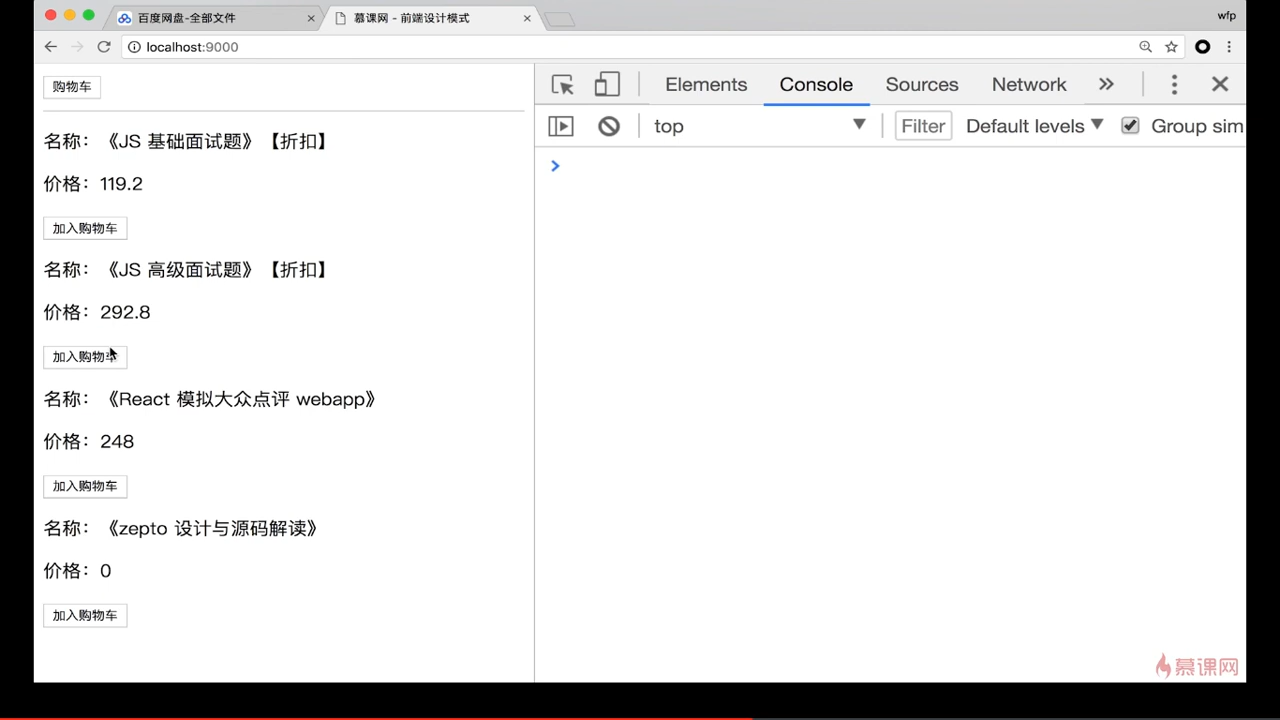 百度网盘-全部文件
慕课网 - 前端设计模式
wfp
localhost:9000
购物车
名称：《JS 基础面试题》【折扣】
价格：119.2
加入购物车
名称：《JS 高级面试题》【折扣】
价格：292.8
加入购物车
名称：《React 模拟大众点评 webapp》
价格：248
加入购物车
名称：《zepto 设计与源码解读》
价格：0
加入购物车
Elements Console Sources Network
top Filter Default levels Group sim
慕课网